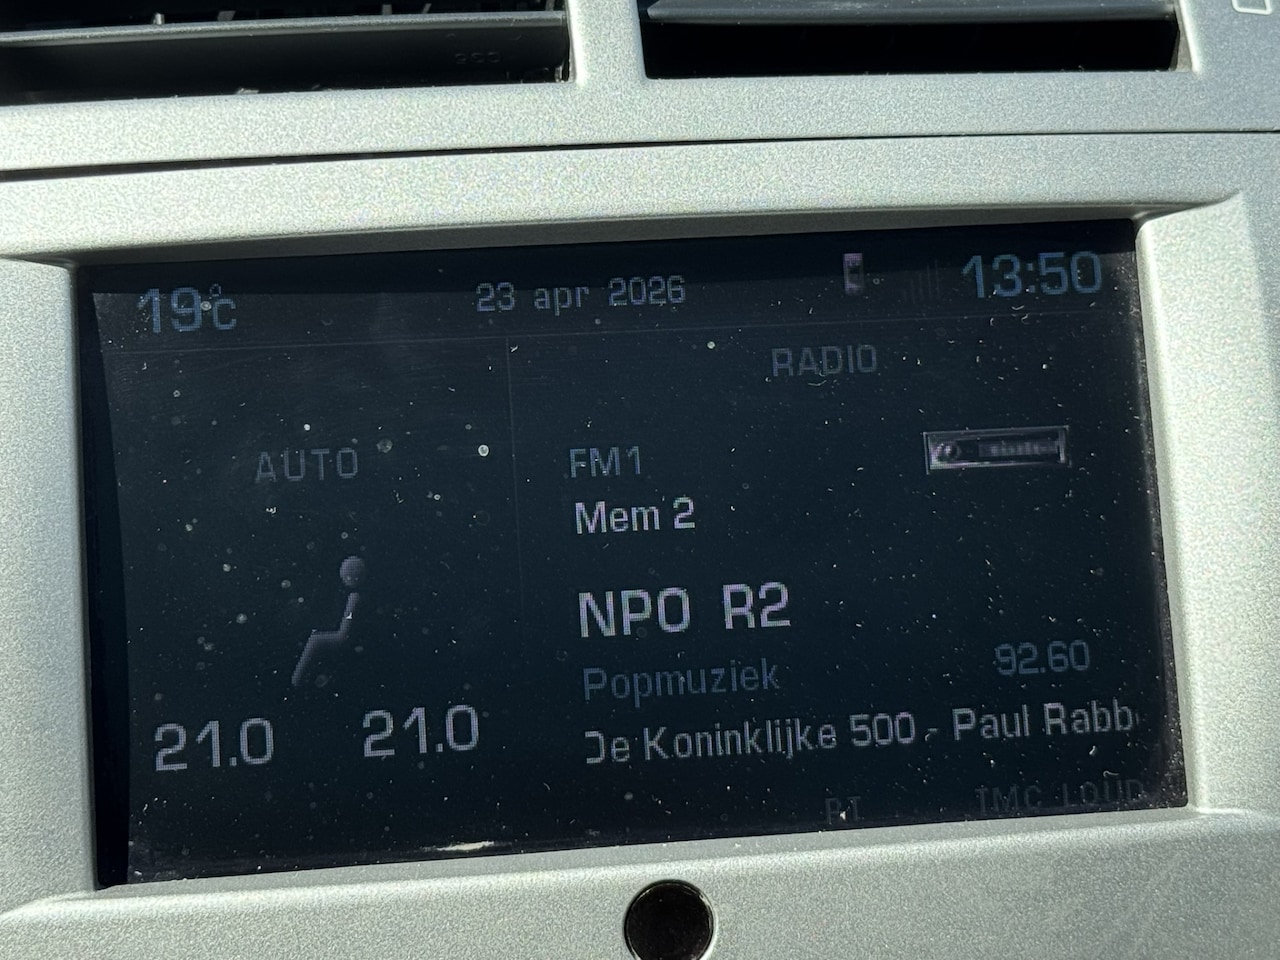 19°C
23 apr 2026
13:50
RADIO
AUTO
FM1
Mem 2
NPO R2
Popmuziek
92.60
De Koninklijke 500 - Paul Rabb
21.0 21.0
TMC LOUD